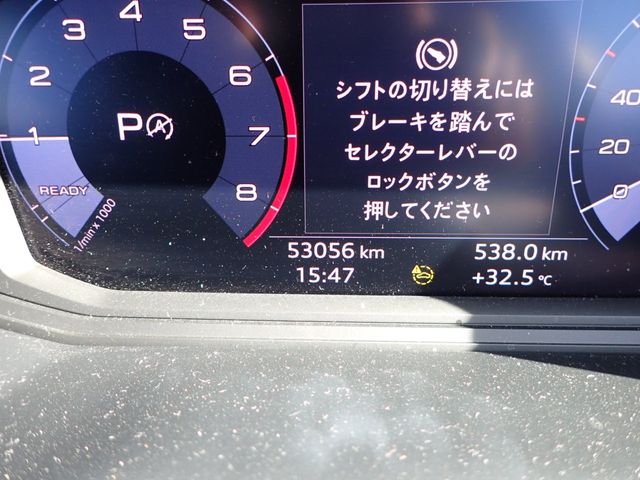 4
3
5
2
6
P A
1
7
READY
8
1/min x 1000
シフトの切り替えには
ブレーキを踏んで
セレクターレバーの
ロックボタンを
押してください
40
20
0
53056 km
538.0 km
15:47
+32.5 °C